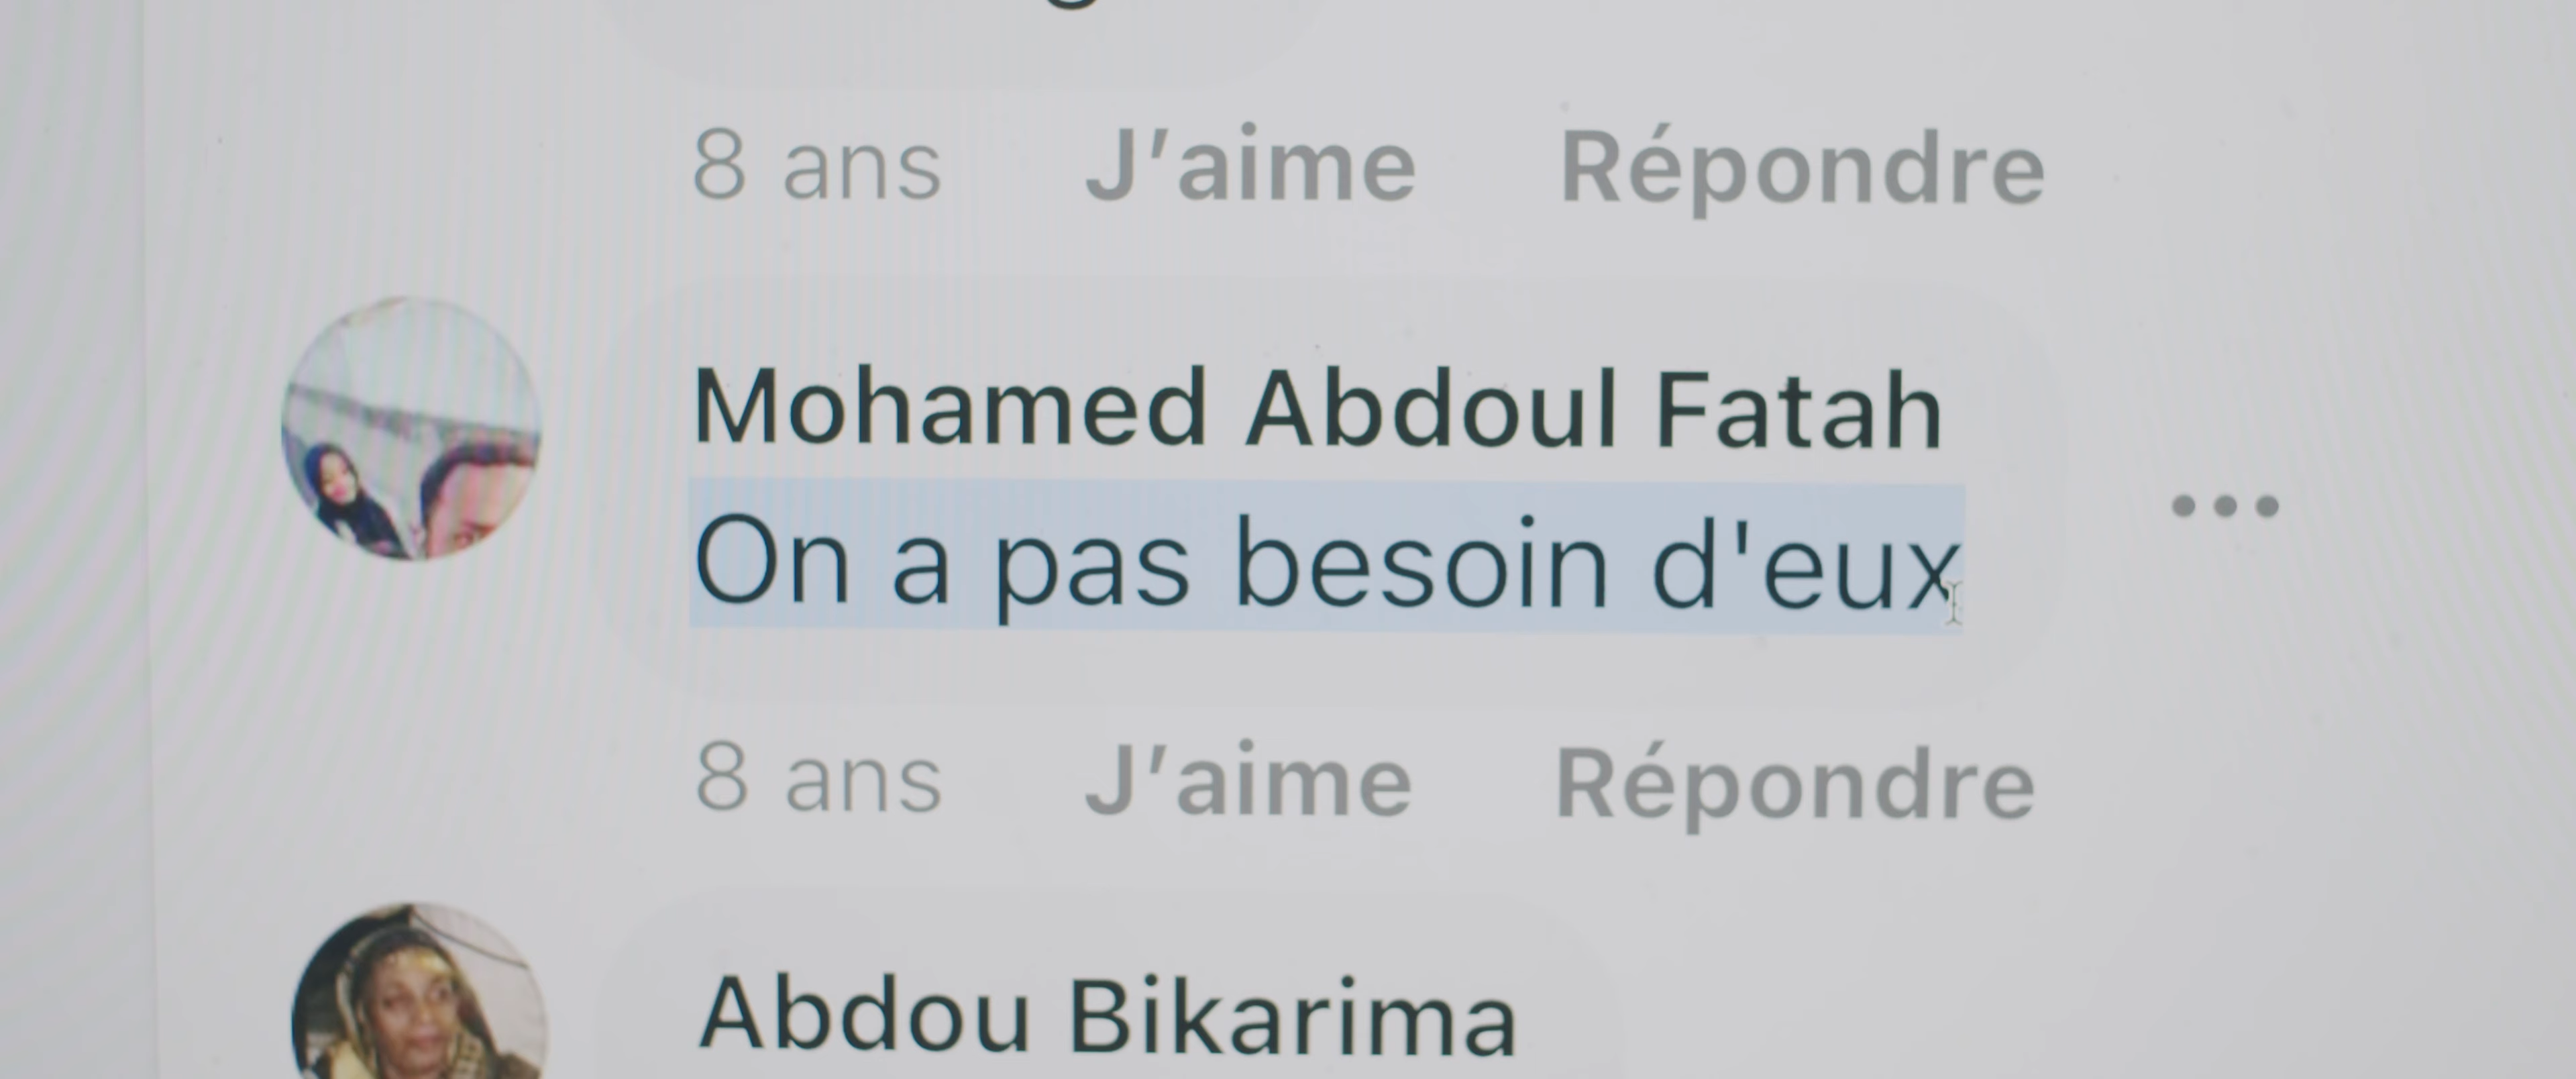 8 ans J'aime Répondre
Mohamed Abdoul Fatah
On a pas besoin d'eux
8 ans J'aime Répondre
Abdou Bikarima